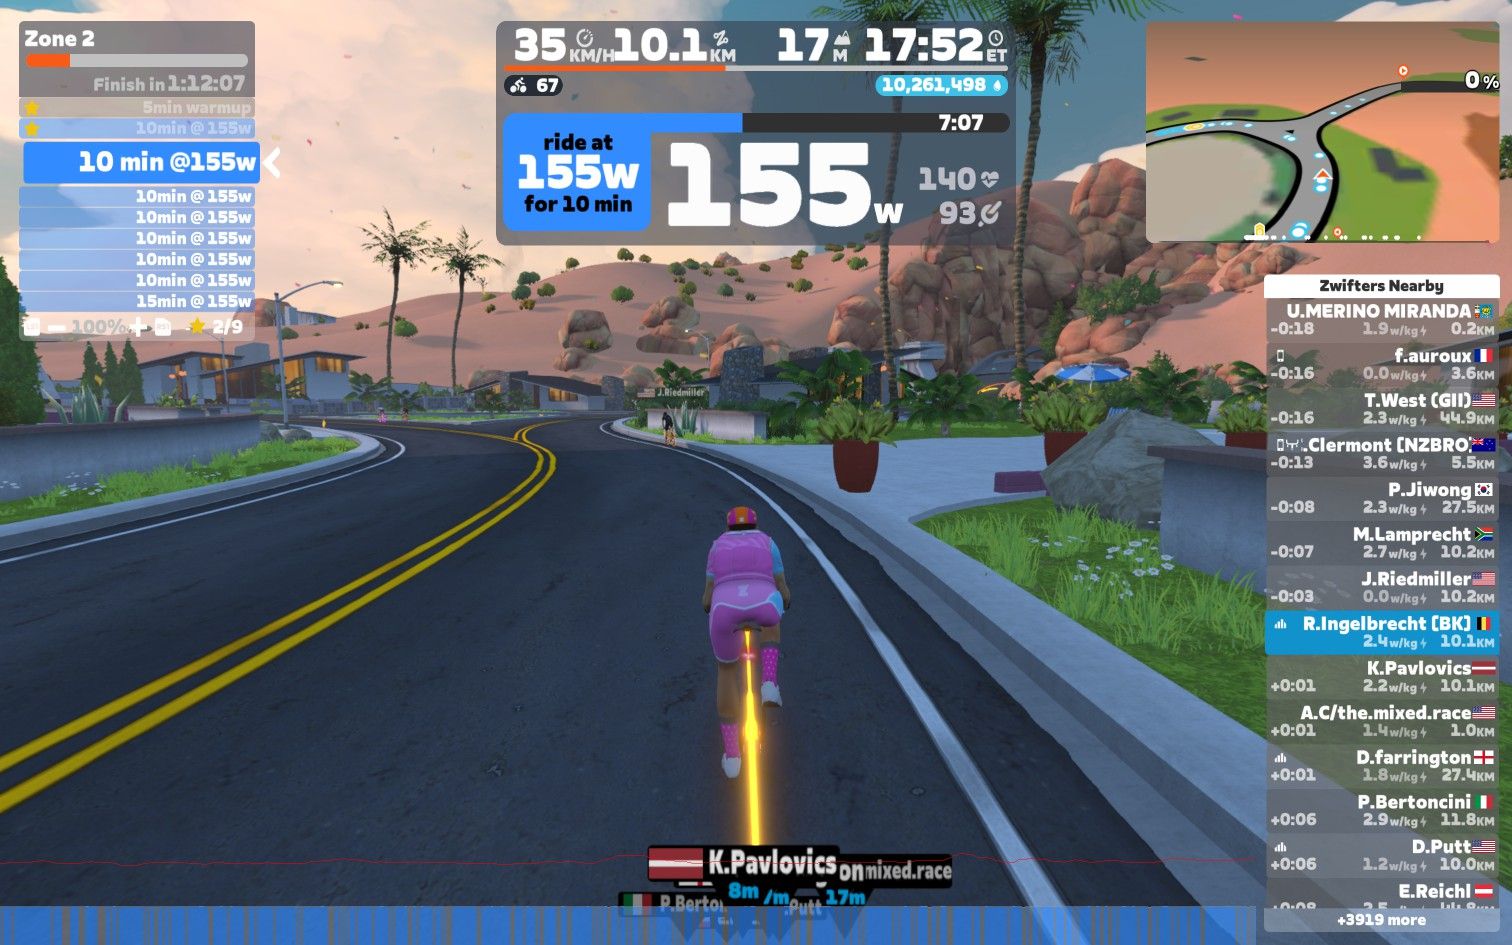 Zone 2
Finish in 1:12:07
5min warmup
10min @ 155w
10 min @155w
10min @ 155w
10min @ 155w
10min @ 155w
10min @ 155w
10min @ 155w
15min @ 155w
100%
2/9
35 KM/H 10.1 KM 17 M 17:52 ET
67
10,261,498
7:07
ride at
155w
for 10 min
155w
140
93
0 %
J.Riedmiller
Zwifters Nearby
U.MERINO MIRANDA
-0:18 1.9w/kg 0.2KM
f.auroux
-0:16 0.0w/kg 3.6KM
T.West (GII)
-0:16 2.3w/kg 44.9KM
.Clermont (NZBRO
-0:13 3.6w/kg 5.5KM
P.Jiwong
-0:08 2.3w/kg 27.5KM
M.Lamprecht
-0:07 2.7w/kg 10.2KM
J.Riedmiller
-0:03 0.0w/kg 10.2KM
R.Ingelbrecht (BK)
2.4w/kg 10.1KM
K.Pavlovics
+0:01 2.2w/kg 10.1KM
A.C/the.mixed.race
+0:01 1.4w/kg 1.0KM
D.farrington
+0:01 1.8w/kg 27.4KM
P.Bertoncini
+0:06 2.9w/kg 11.8KM
D.Putt
+0:06 1.2w/kg 10.0KM
E.Reichl
+3919 more
K.Pavlovics
on mixed.race
8m /m 17m
P.Berto
.Putt